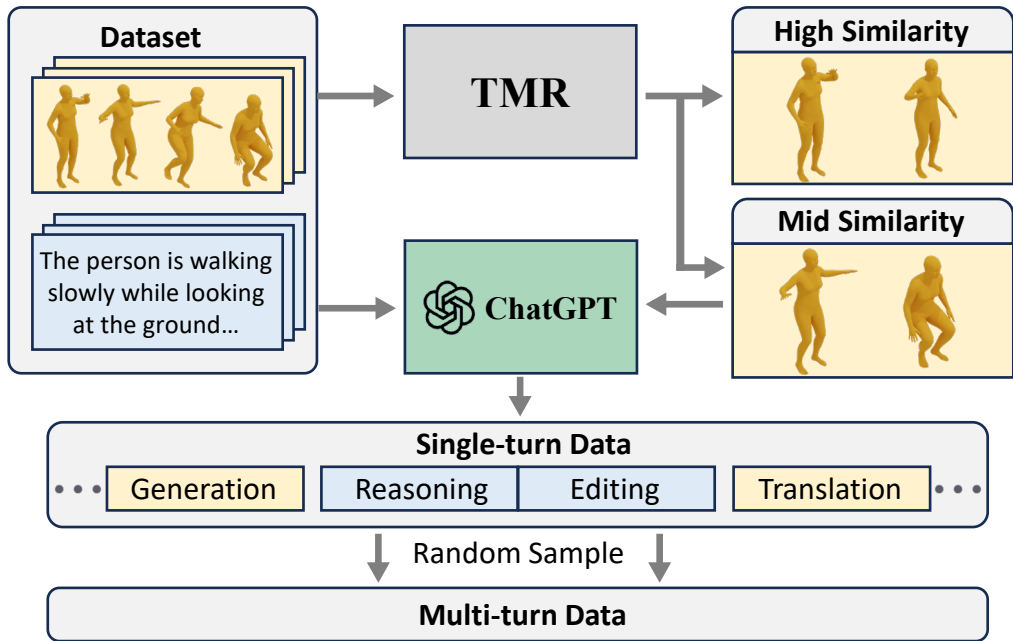 Dataset
The person is walking
slowly while looking
at the ground…
TMR
ChatGPT
High Similarity
Mid Similarity
Single-turn Data
Generation
Reasoning
Editing
Translation
Random Sample
Multi-turn Data